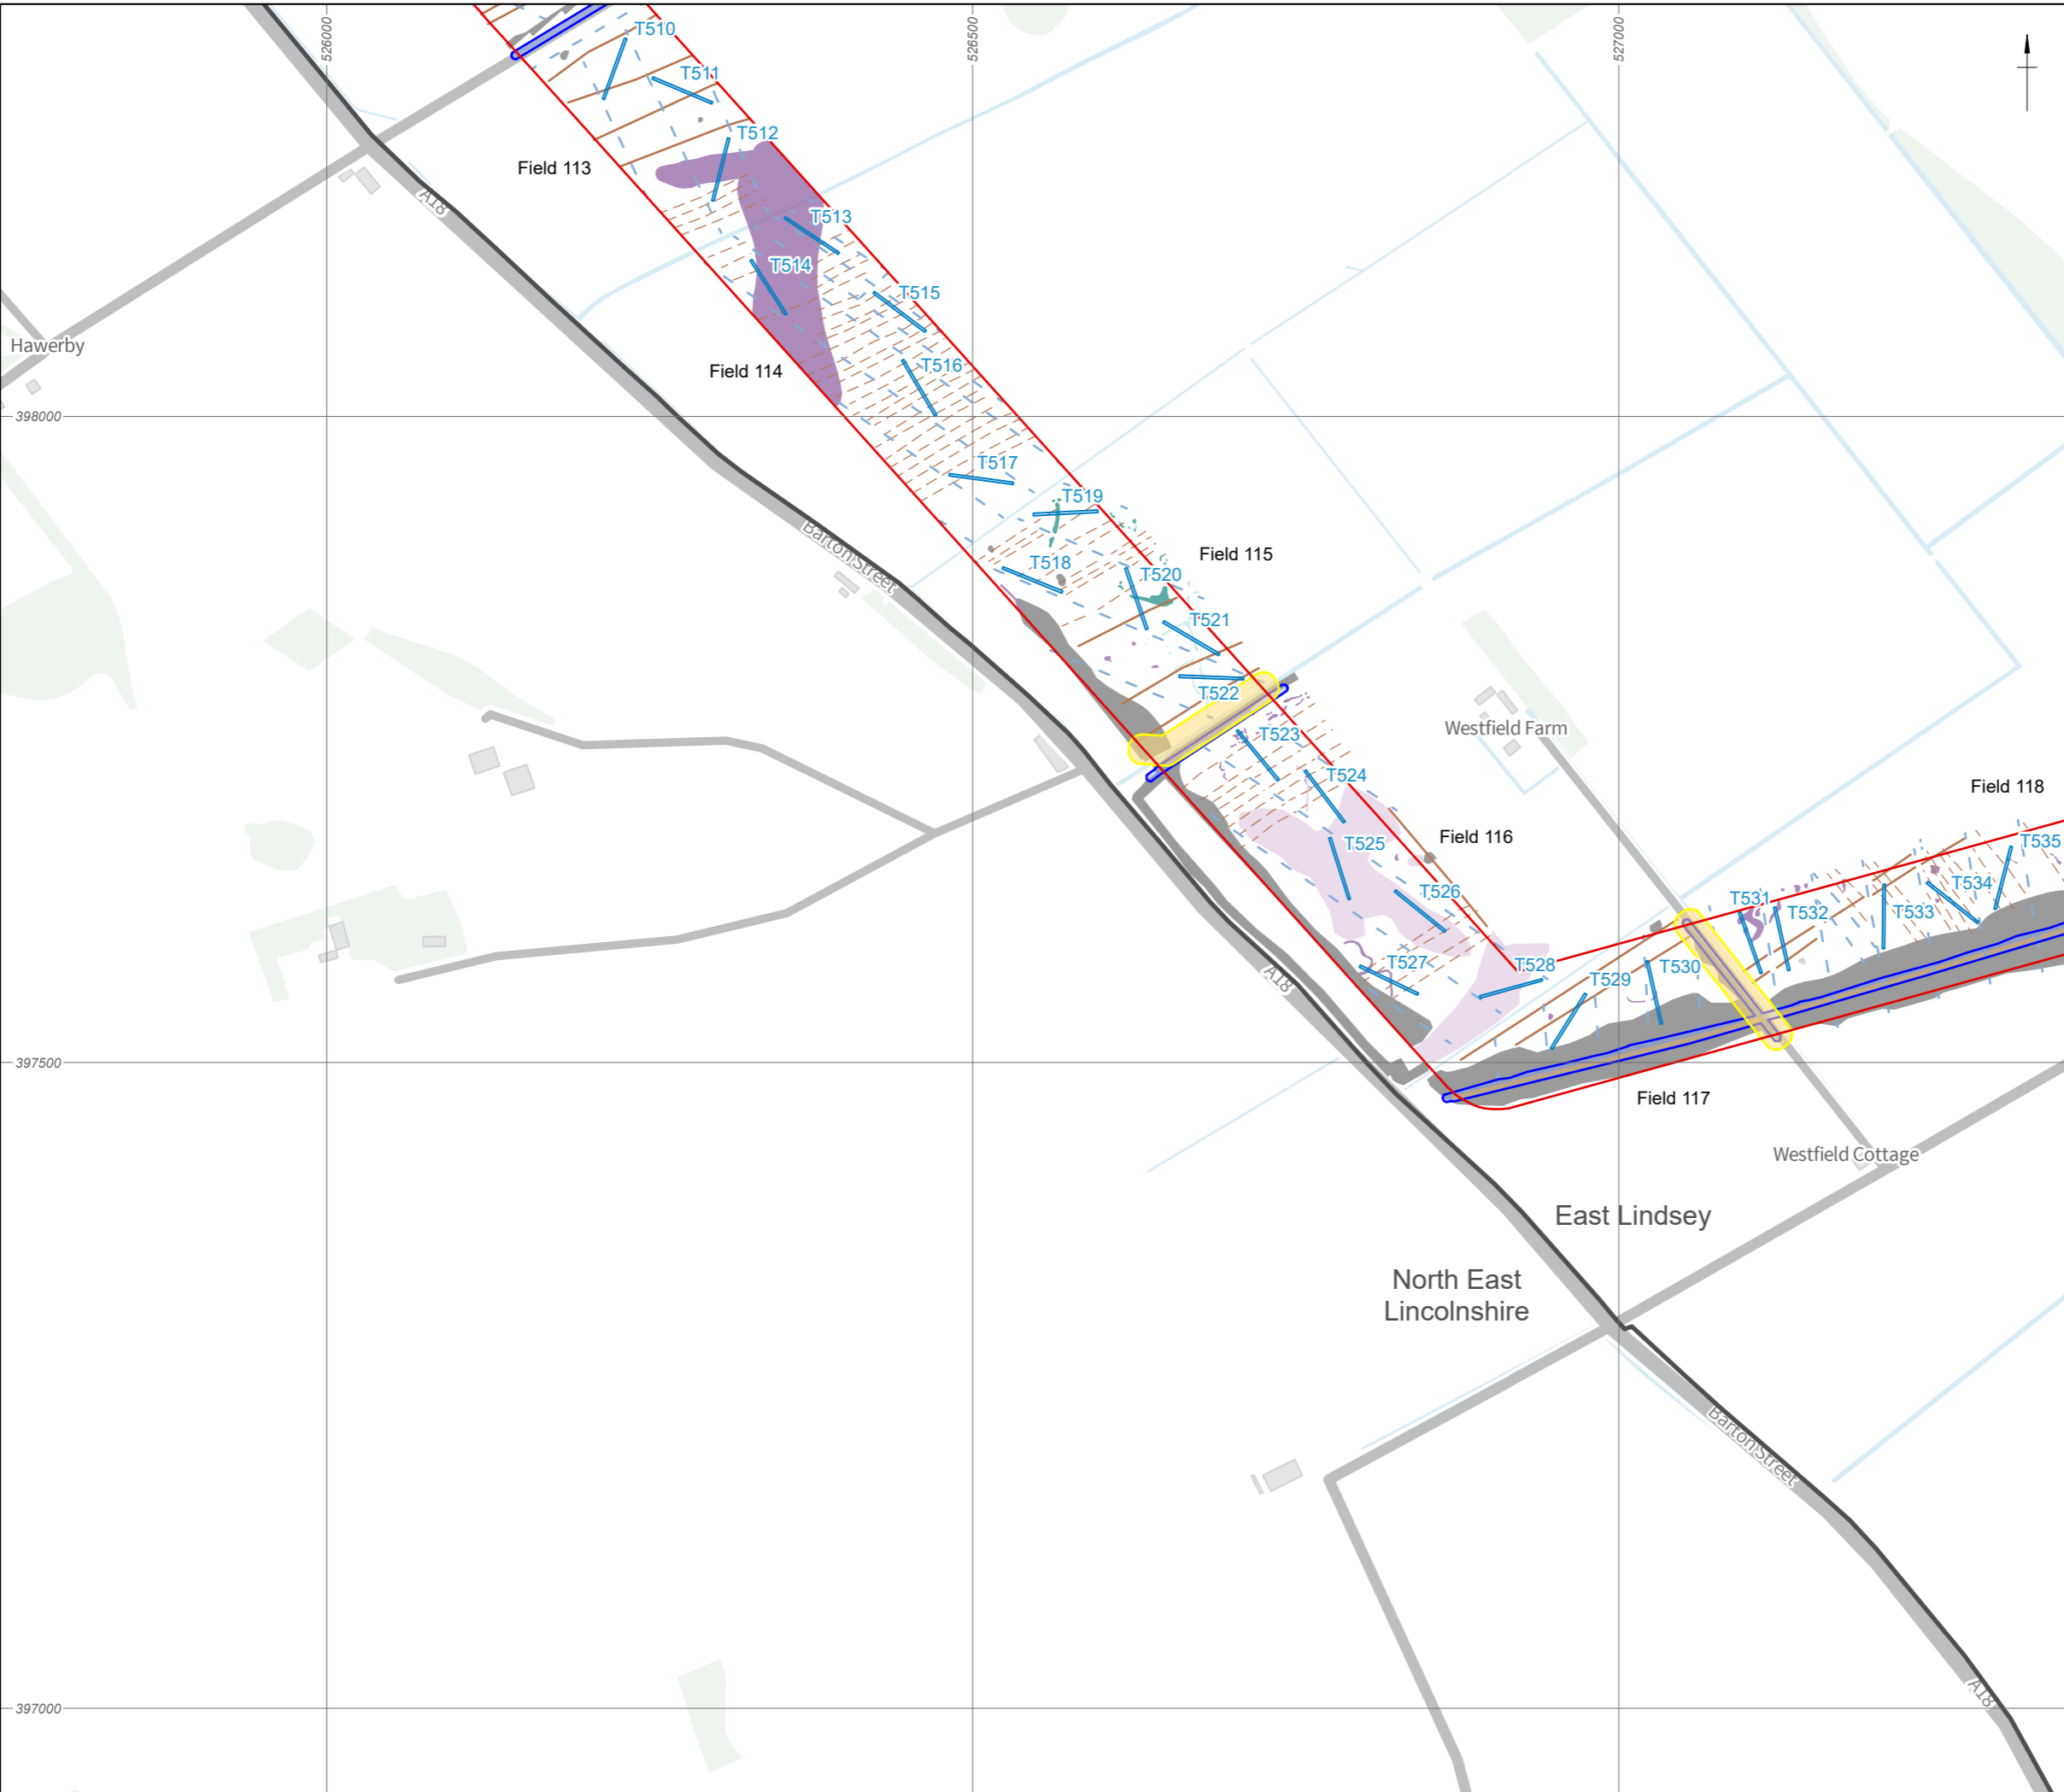 526000
526500
527000
T510
T511
T512
Field 113
A18
T513
T514
T515
Hawerby
T516
Field 114
398000
T517
T519
Barton Street
Field 115
T518
T520
T521
T522
Westfield Farm
T523
T524
Field 118
Field 116
T525
T535
T526
T534
T531
T532
T533
T527
T528
T530
T529
A18
397500
Field 117
Westfield Cottage
East Lindsey
North East
Lincolnshire
Barton Street
A18
397000